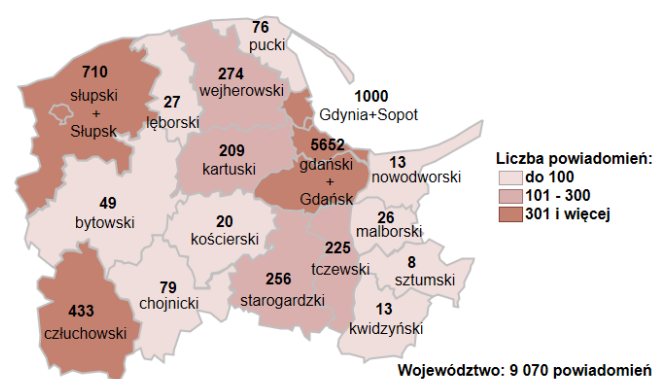 76
pucki
710
słupski
+
Słupsk
274
wejherowski
27
lęborski
1000
Gdynia+Sopot
5652
gdański
+
Gdańsk
209
kartuski
13
nowodworski
Liczba powiadomień:
do 100
101 - 300
301 i więcej
49
bytowski
20
kościerski
26
malborski
225
tczewski
8
sztumski
256
starogardzki
79
chojnicki
433
człuchowski
13
kwidzyński
Województwo: 9 070 powiadomień